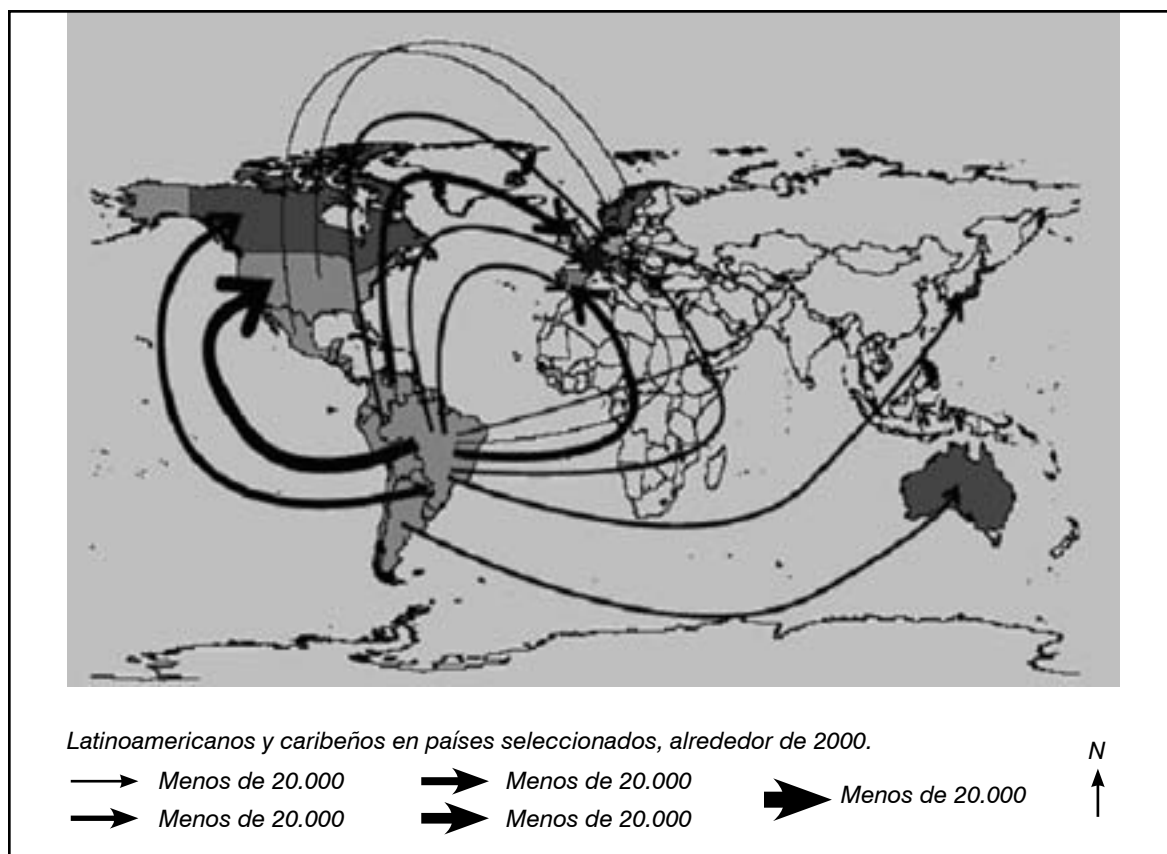 Latinoamericanos y caribeños en países seleccionados, alrededor de 2000.
N
Menos de 20.000
Menos de 20.000
Menos de 20.000
Menos de 20.000
Menos de 20.000